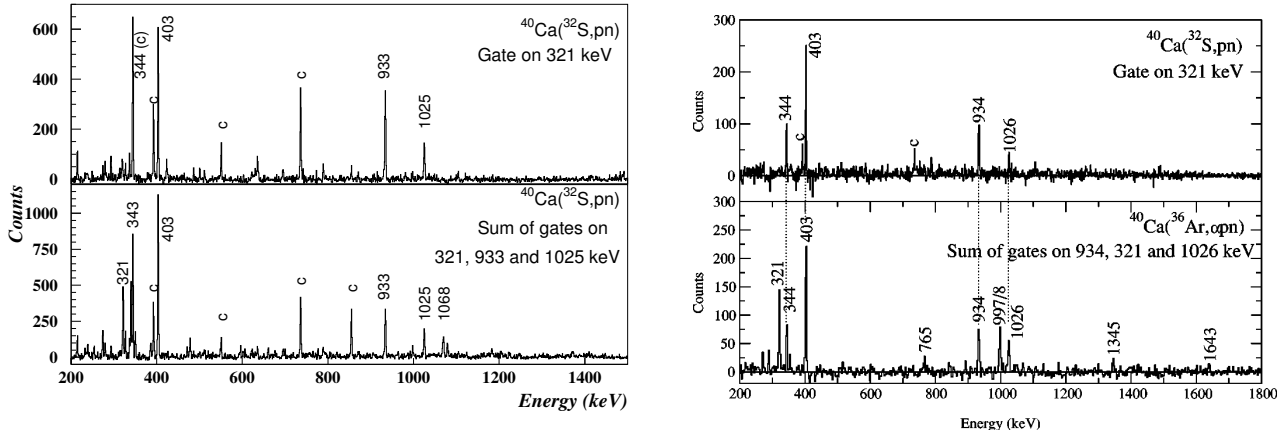 600
400
200
0
344 (c)
c
403
c
c
933
1025
⁴⁰Ca(³²S,pn)
Gate on 321 keV
Counts
1000
750
500
250
0
321
343
c
403
c
c
c
933
1025
1068
⁴⁰Ca(³²S,pn)
Sum of gates on
321, 933 and 1025 keV
200 400 600 800 1000 1200 1400
Energy (keV)
300
200
100
0
Counts
344
c
403
c
934
1026
⁴⁰Ca(³²S,pn)
Gate on 321 keV
300
250
200
150
100
50
0
Counts
321
344
403
765
934
997/8
1026
1345
1643
⁴⁰Ca(³⁶Ar,αpn)
Sum of gates on 934, 321 and 1026 keV
200 400 600 800 1000 1200 1400 1600 1800
Energy (keV)